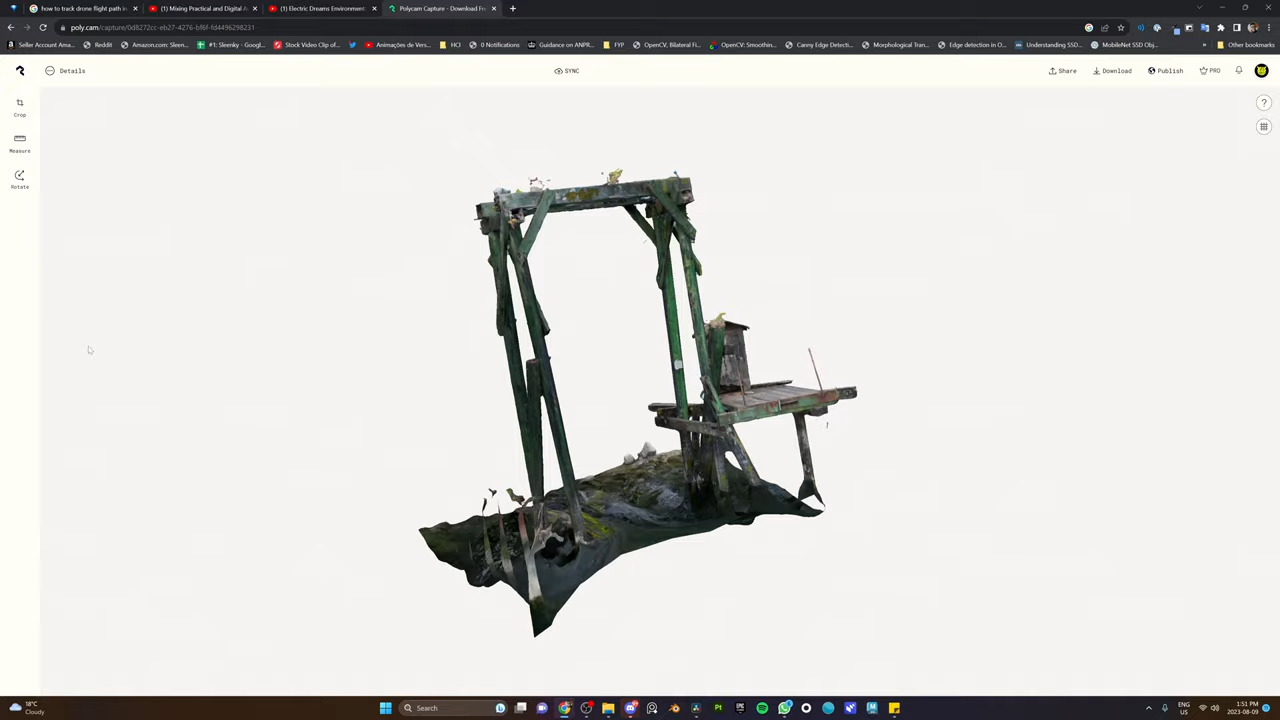 how to track drone flight path in
(1) Mixing Practical and Digital A
(1) Electric Dreams Environment
Polycam Capture - Download Fr
poly.cam/capture/0d8272cc-eb27-4276-bf6f-fd4496298231
Seller Account Ama...
Reddit
Amazon.com: Sleen...
#1: Sleenky - Googl...
Stock Video Clip of...
Animações de Vers...
HCI
0 Notifications
Guidance on ANPR...
FYP
OpenCV, Bilateral Fi...
OpenCV: Smoothin...
Canny Edge Detecti...
Morphological Tran...
Edge detection in O...
Understanding SSD...
MobileNet SSD Obj...
»
Other bookmarks
Details
SYNC
Share
Download
Publish
PRO
Crop
Measure
Rotate
?
18°C
Cloudy
Search
Pt
ENG
US
1:51 PM
2023-08-09